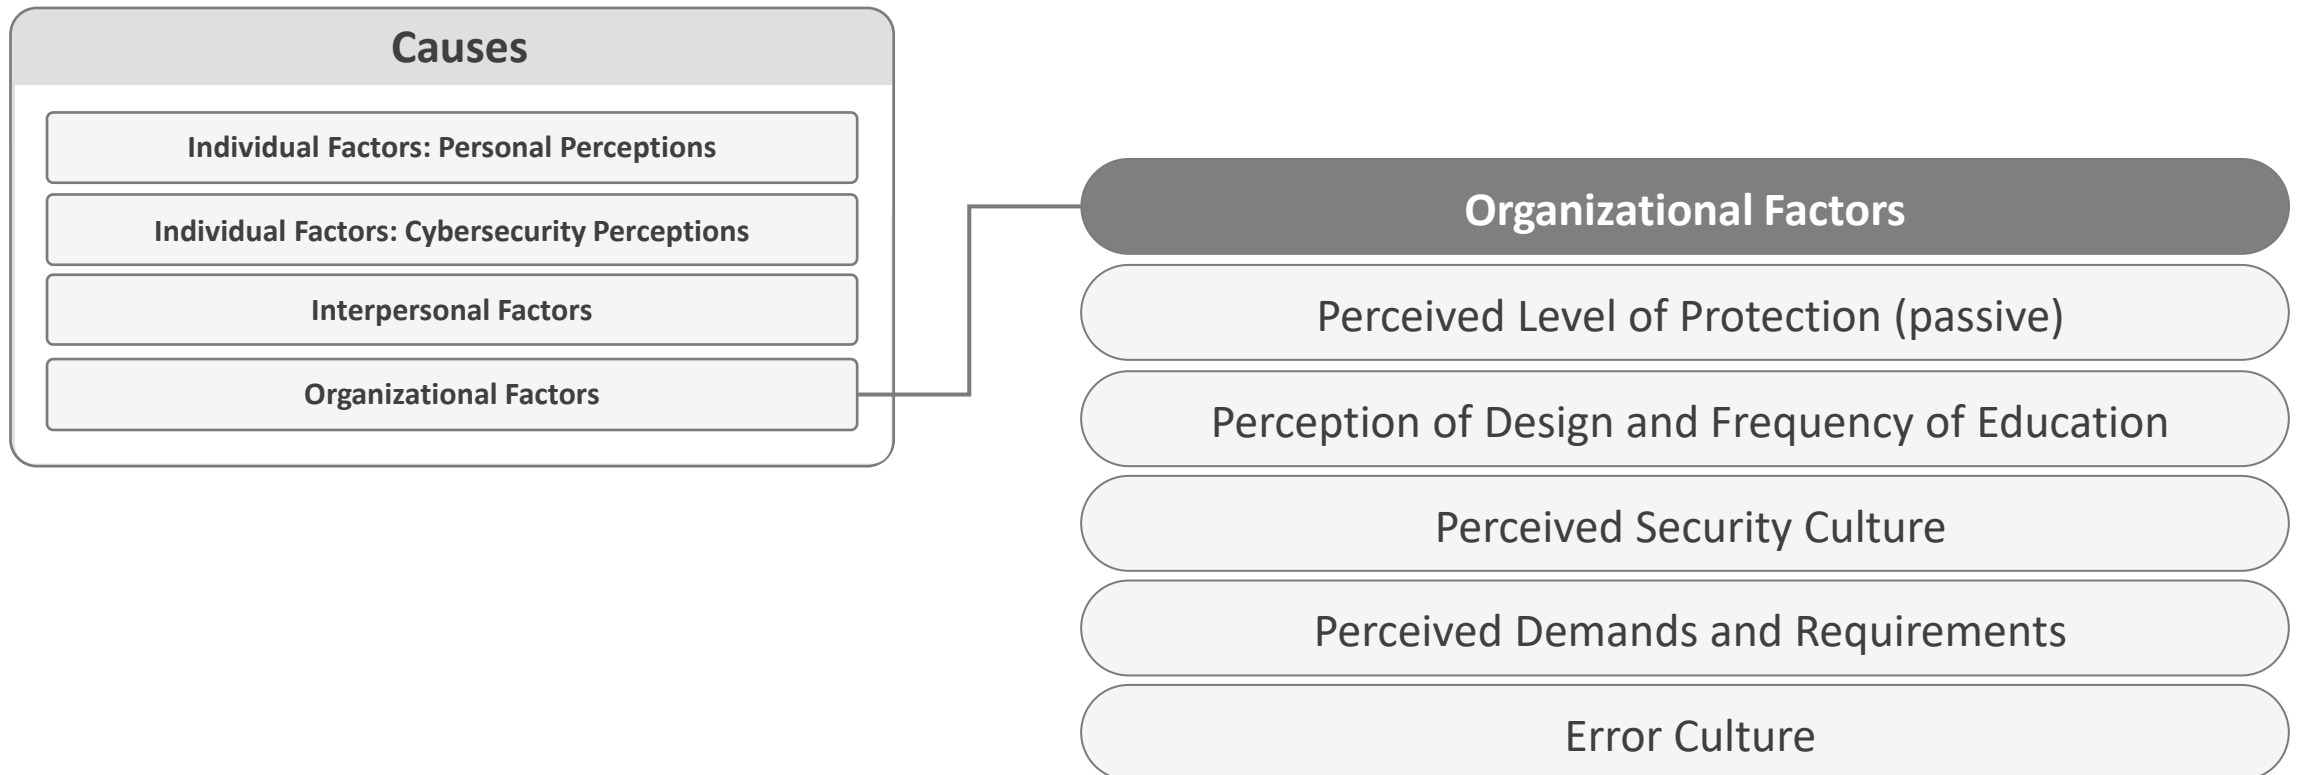 Causes
Individual Factors: Personal Perceptions
Individual Factors: Cybersecurity Perceptions
Interpersonal Factors
Organizational Factors
Organizational Factors
Perceived Level of Protection (passive)
Perception of Design and Frequency of Education
Perceived Security Culture
Perceived Demands and Requirements
Error Culture